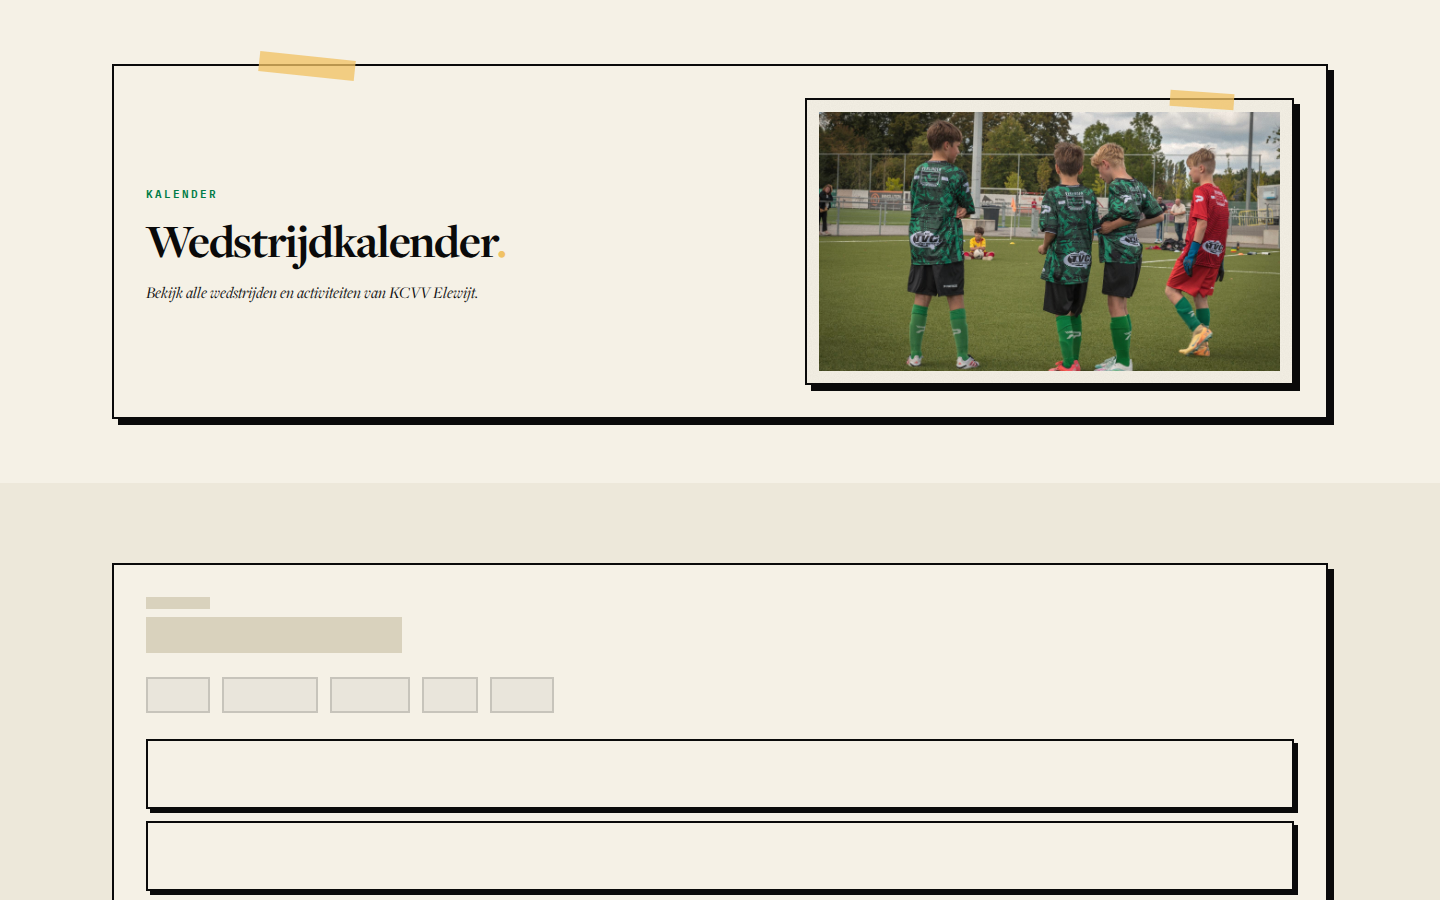 KALENDER
Wedstrijdkalender.
Bekijk alle wedstrijden en activiteiten van KCVV Elewijt.